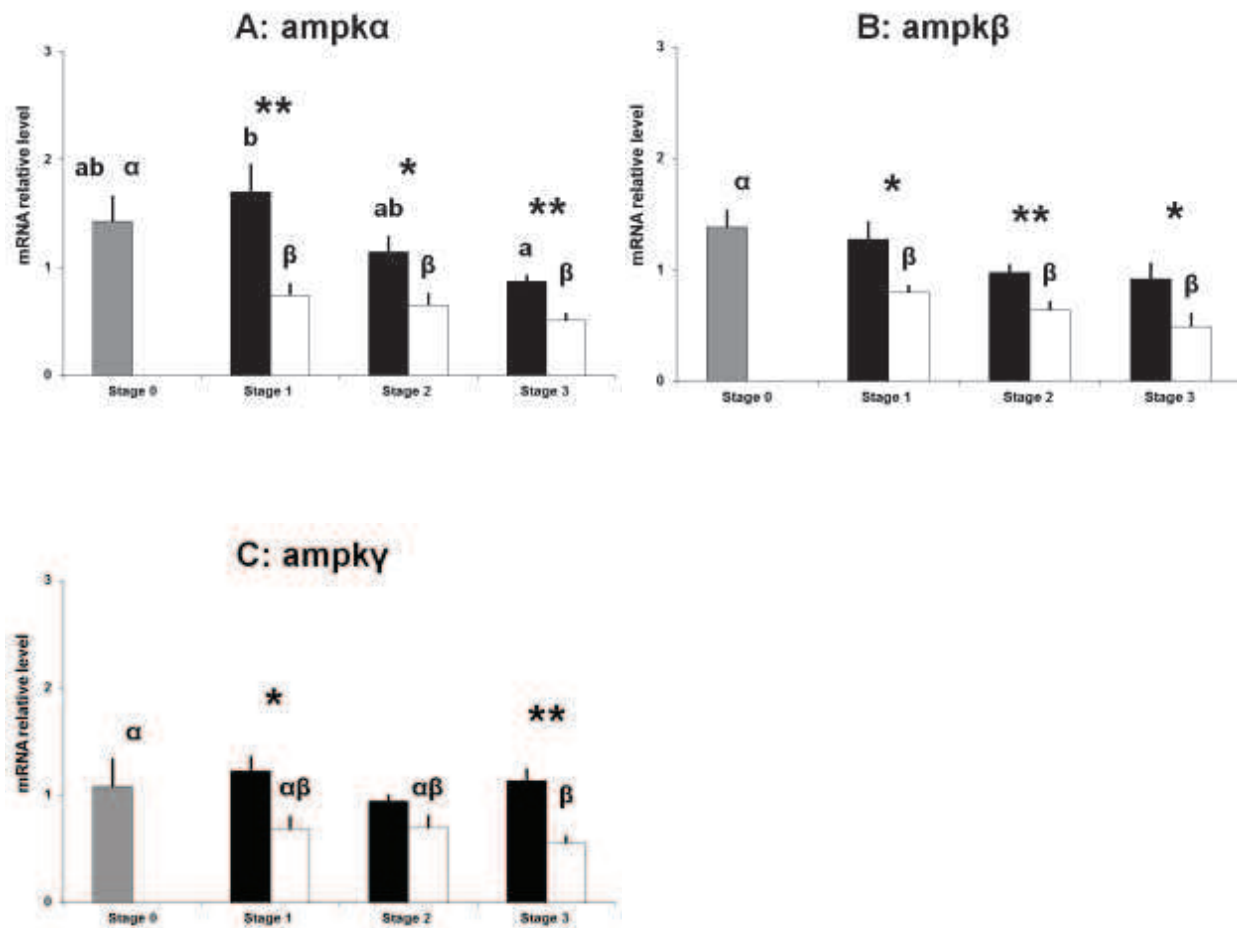 A: ampkα
mRNA relative level
3
2
1
0
ab α
b
**
β
ab
*
β
a
**
β
Stage 0
Stage 1
Stage 2
Stage 3
B: ampkβ
mRNA relative level
3
2
1
0
α
*
β
**
β
*
β
Stage 0
Stage 1
Stage 2
Stage 3
C: ampkγ
mRNA relative level
3
2
1
0
α
*
αβ
αβ
**
β
Stage 0
Stage 1
Stage 2
Stage 3